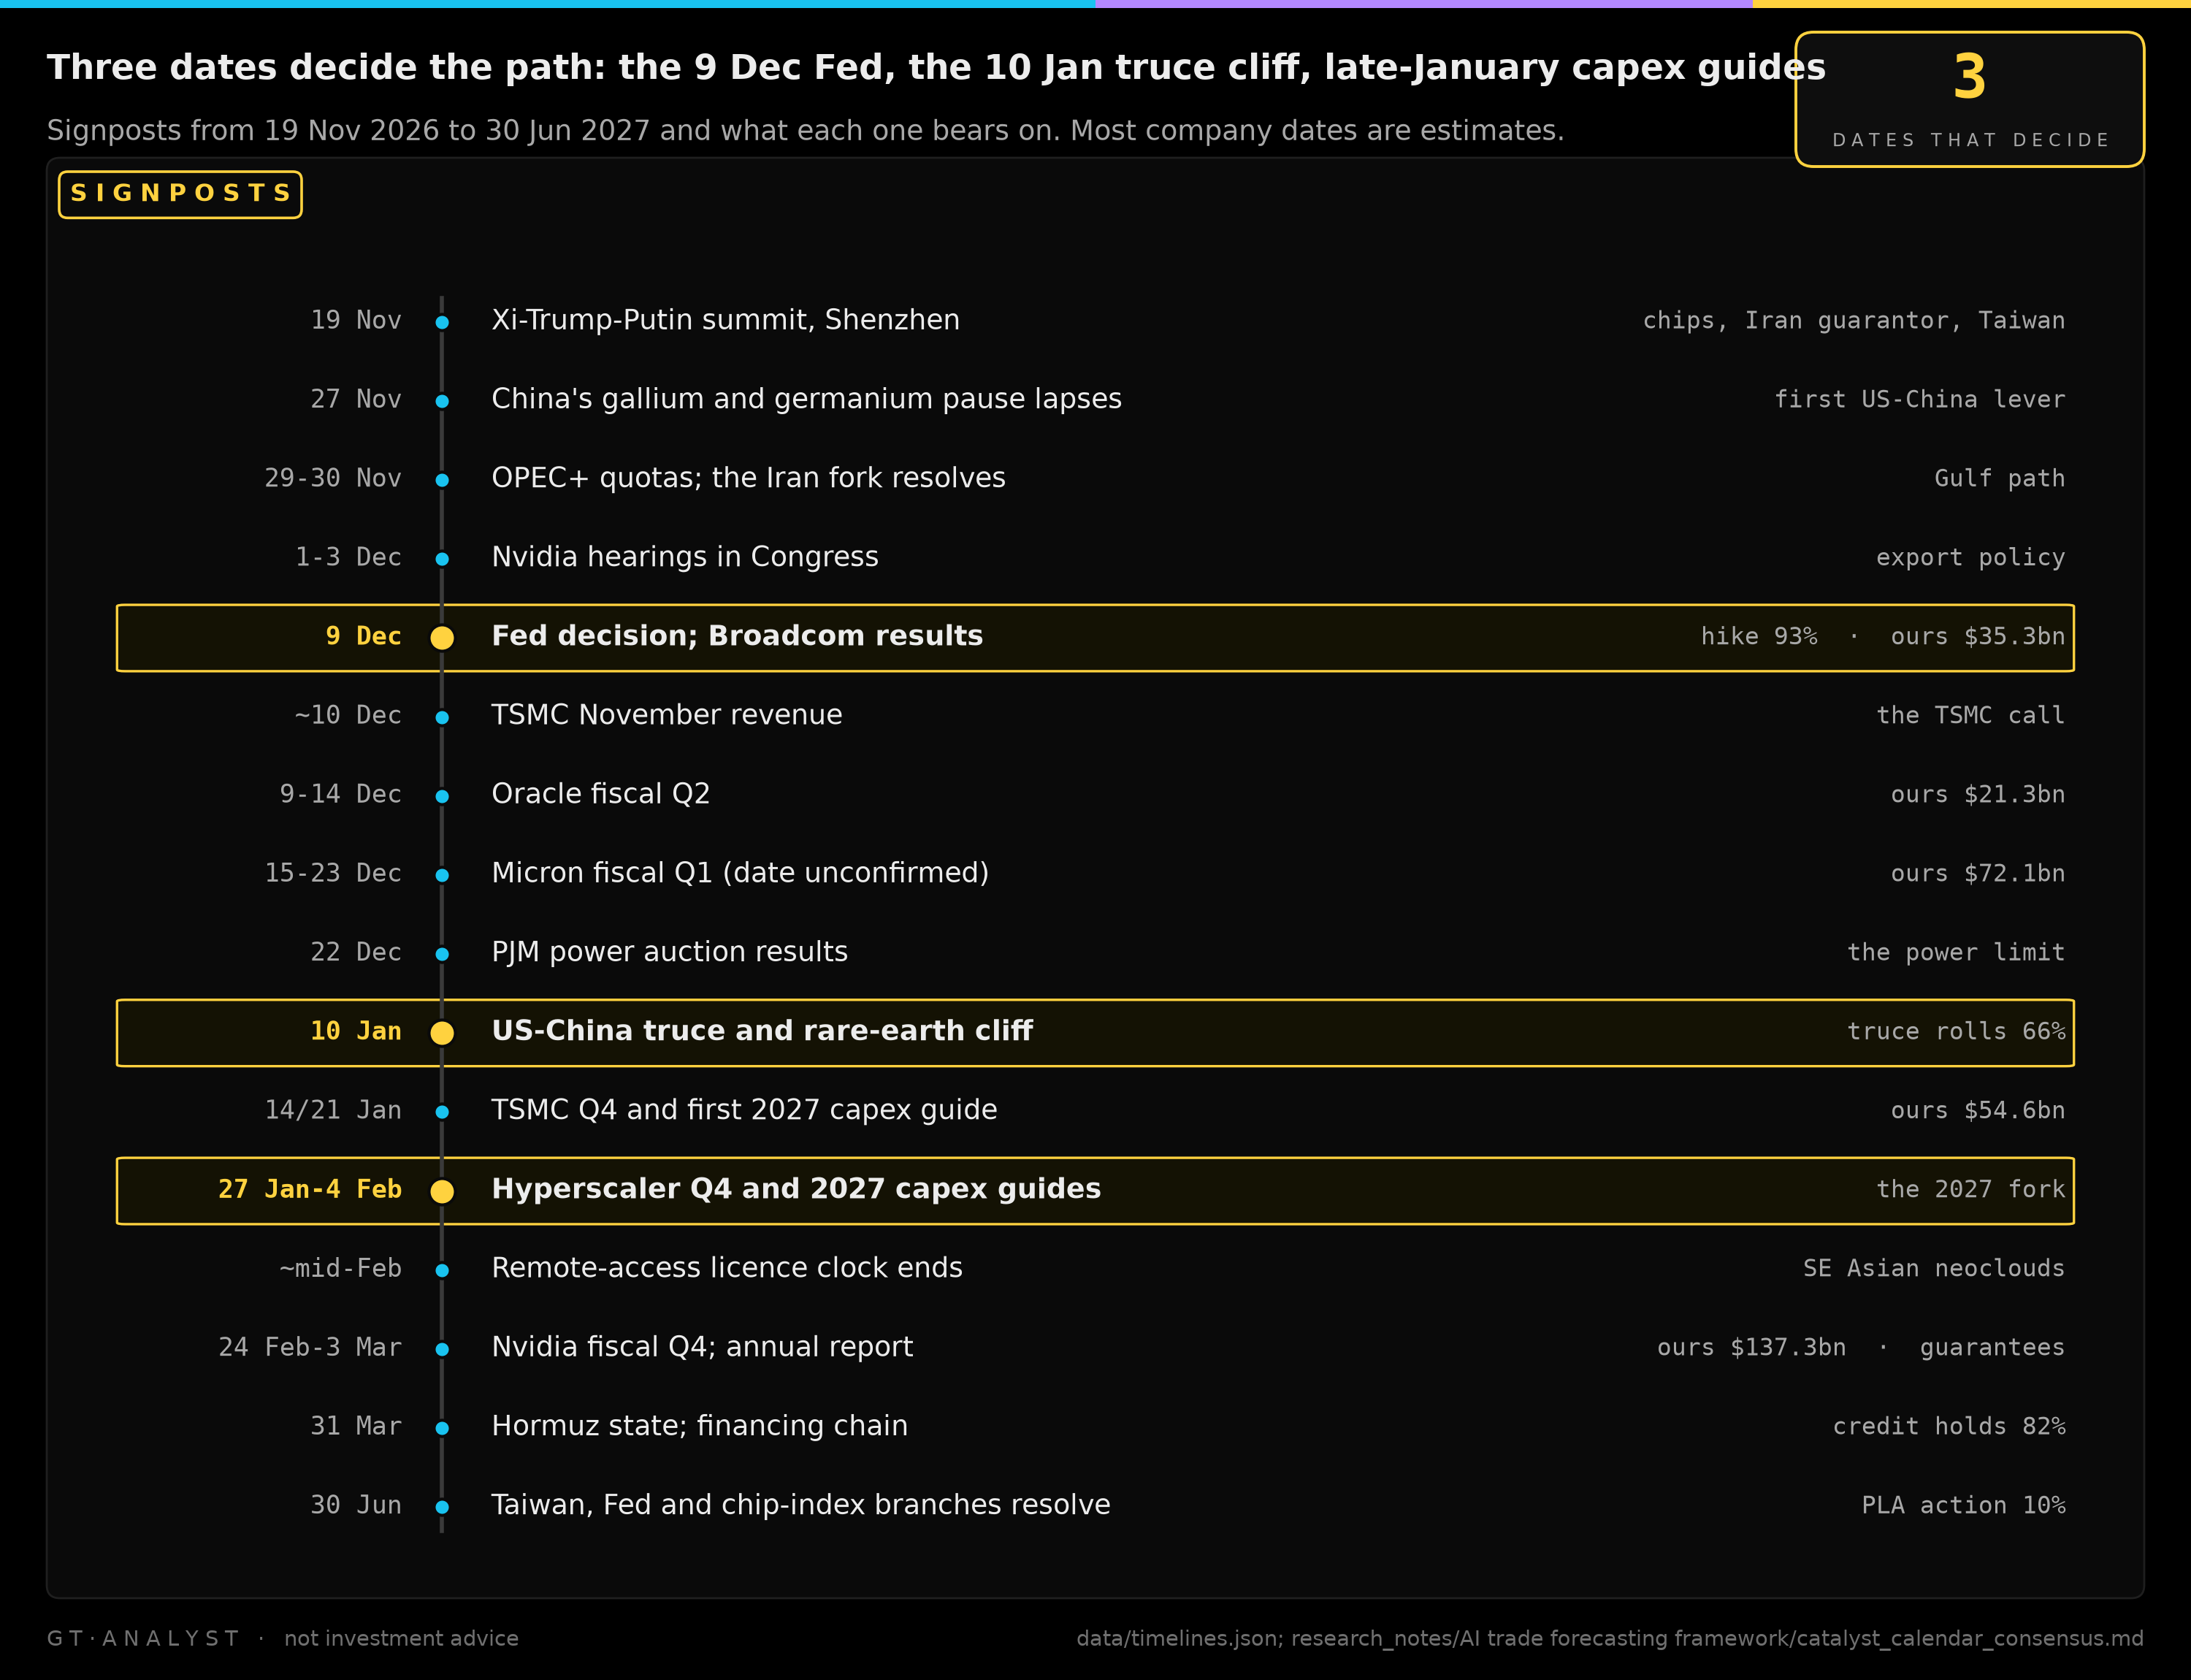 Three dates decide the path: the 9 Dec Fed, the 10 Jan truce cliff, late-January capex guides
3
DATES THAT DECIDE
Signposts from 19 Nov 2026 to 30 Jun 2027 and what each one bears on. Most company dates are estimates.
SIGNPOSTS
19 Nov Xi-Trump-Putin summit, Shenzhen chips, Iran guarantor, Taiwan
27 Nov China's gallium and germanium pause lapses first US-China lever
29-30 Nov OPEC+ quotas; the Iran fork resolves Gulf path
1-3 Dec Nvidia hearings in Congress export policy
9 Dec Fed decision; Broadcom results hike 93% · ours $35.3bn
~10 Dec TSMC November revenue the TSMC call
9-14 Dec Oracle fiscal Q2 ours $21.3bn
15-23 Dec Micron fiscal Q1 (date unconfirmed) ours $72.1bn
22 Dec PJM power auction results the power limit
10 Jan US-China truce and rare-earth cliff truce rolls 66%
14/21 Jan TSMC Q4 and first 2027 capex guide ours $54.6bn
27 Jan-4 Feb Hyperscaler Q4 and 2027 capex guides the 2027 fork
~mid-Feb Remote-access licence clock ends SE Asian neoclouds
24 Feb-3 Mar Nvidia fiscal Q4; annual report ours $137.3bn · guarantees
31 Mar Hormuz state; financing chain credit holds 82%
30 Jun Taiwan, Fed and chip-index branches resolve PLA action 10%
GT·ANALYST · not investment advice
data/timelines.json; research_notes/AI trade forecasting framework/catalyst_calendar_consensus.md